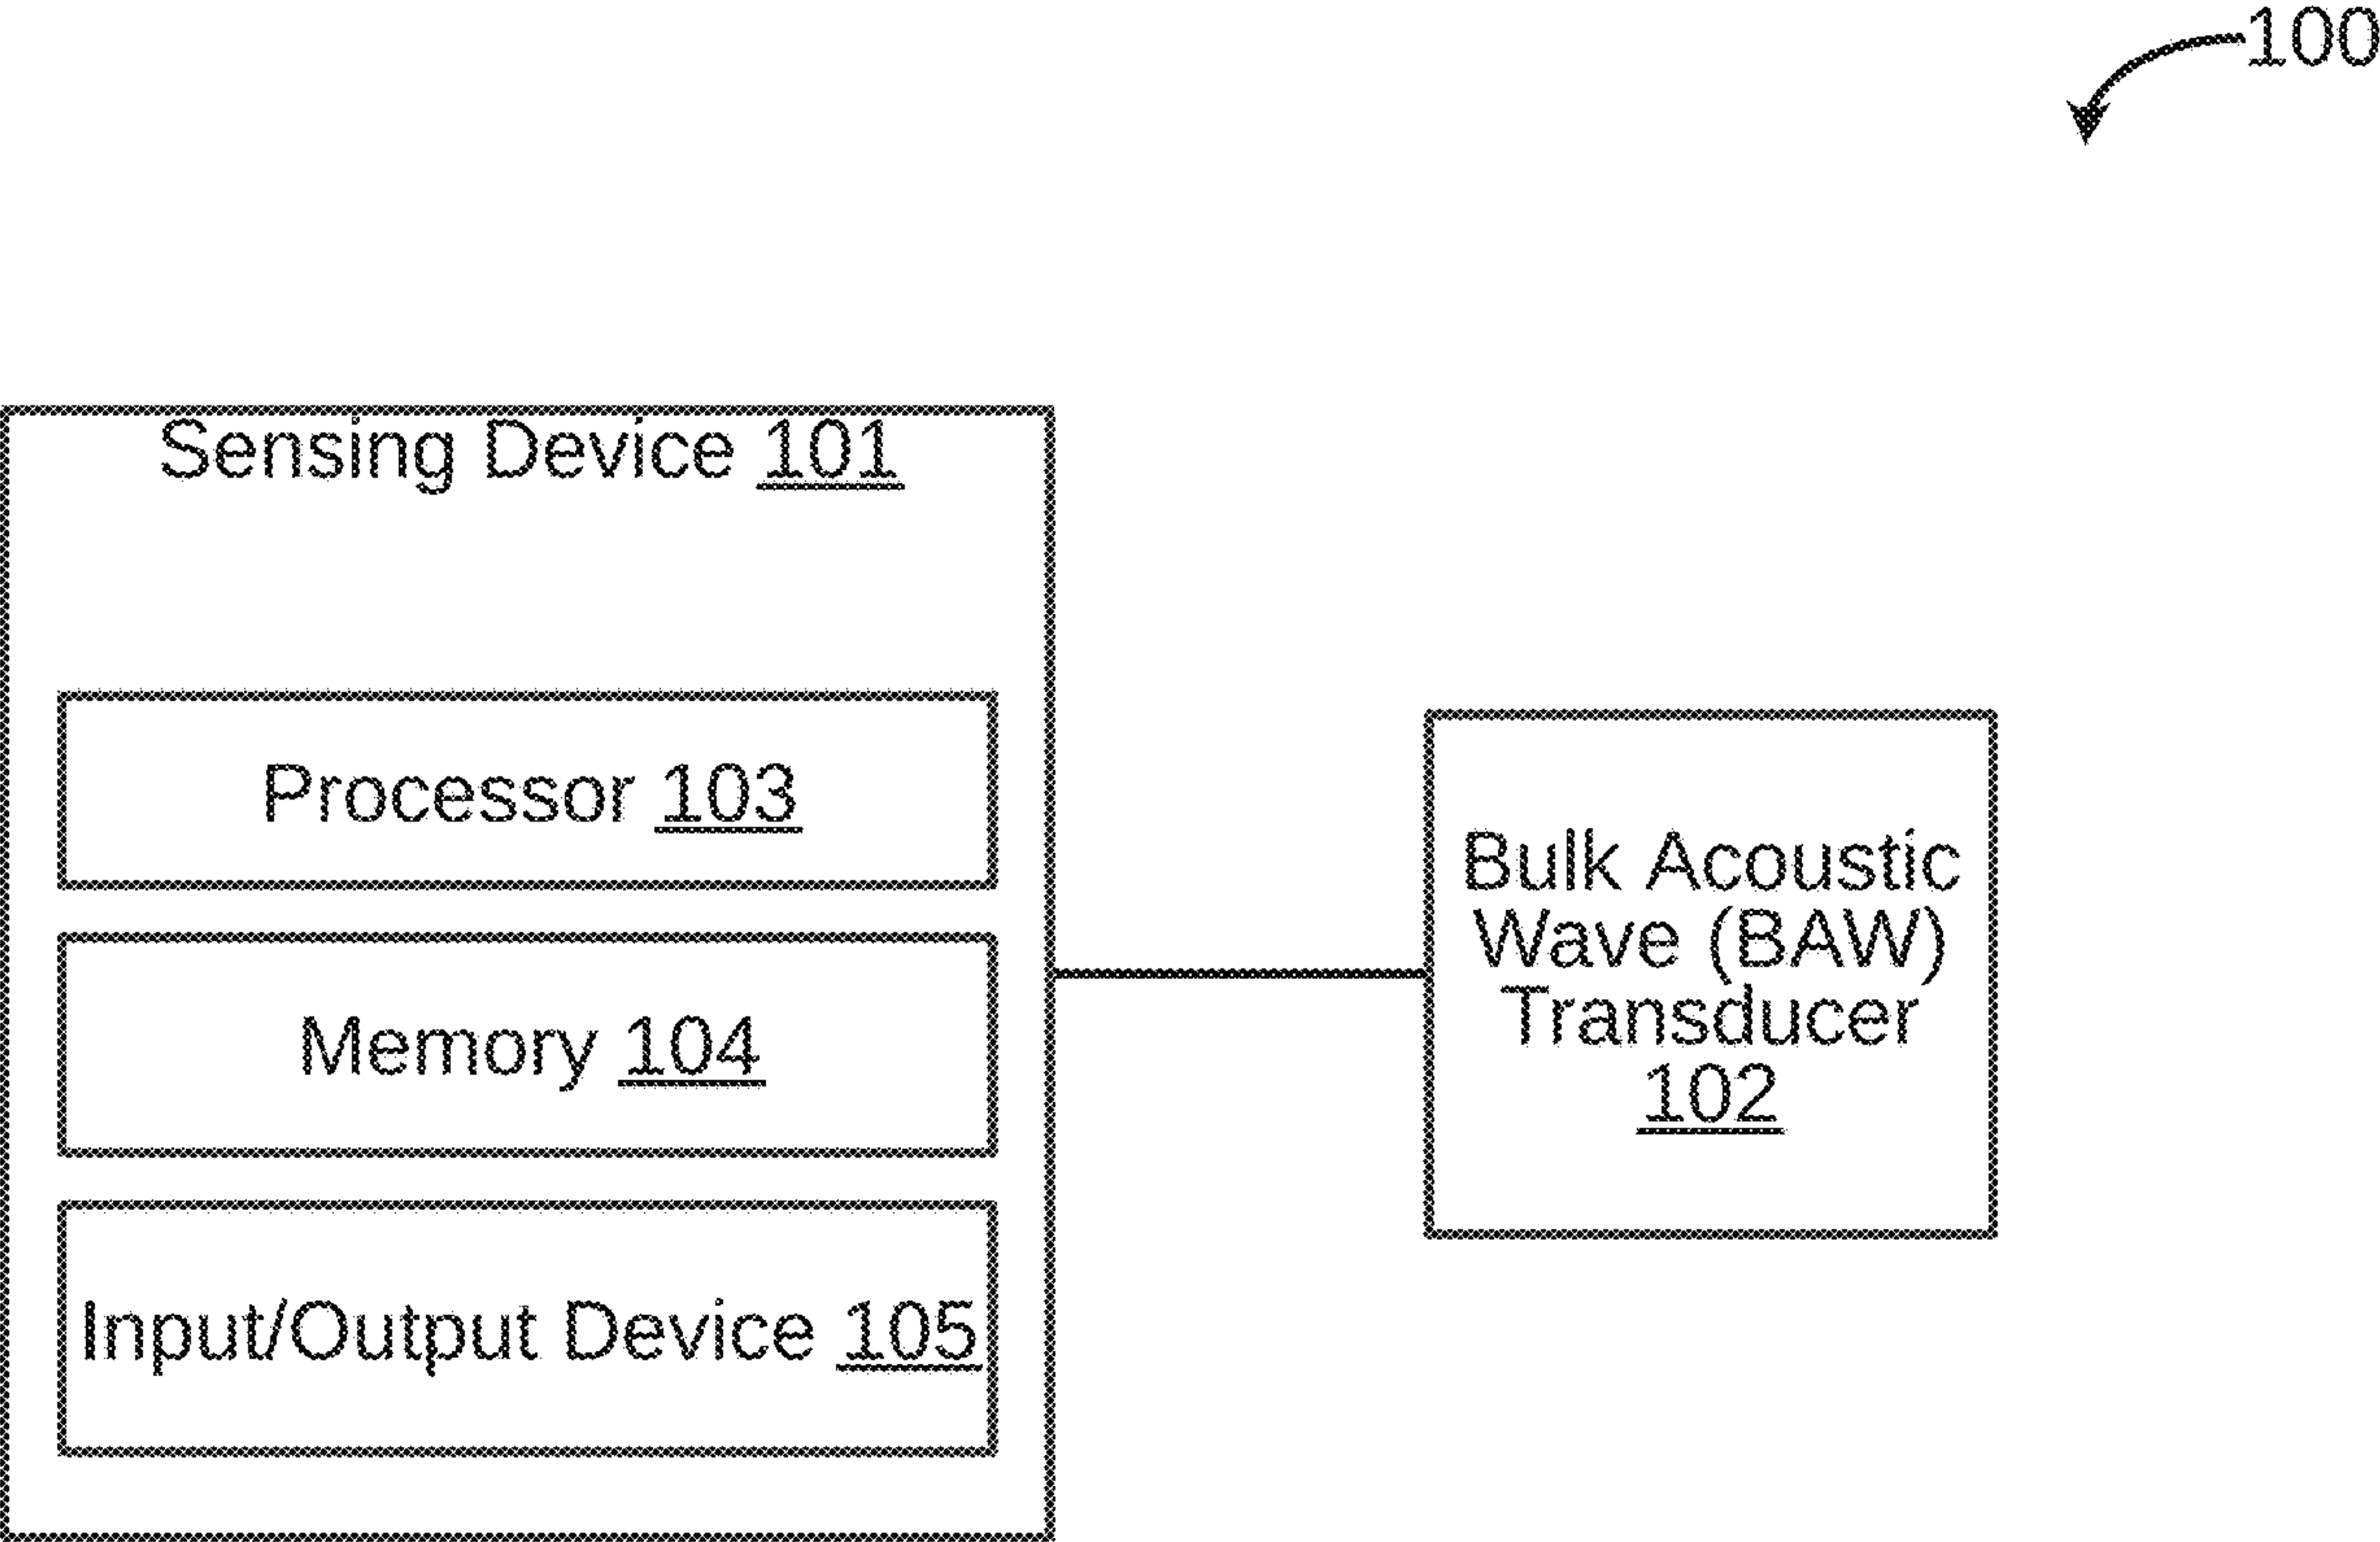 100
Sensing Device 101
Processor 103
Memory 104
Input/Output Device 105
Bulk Acoustic
Wave (BAW)
Transducer
102